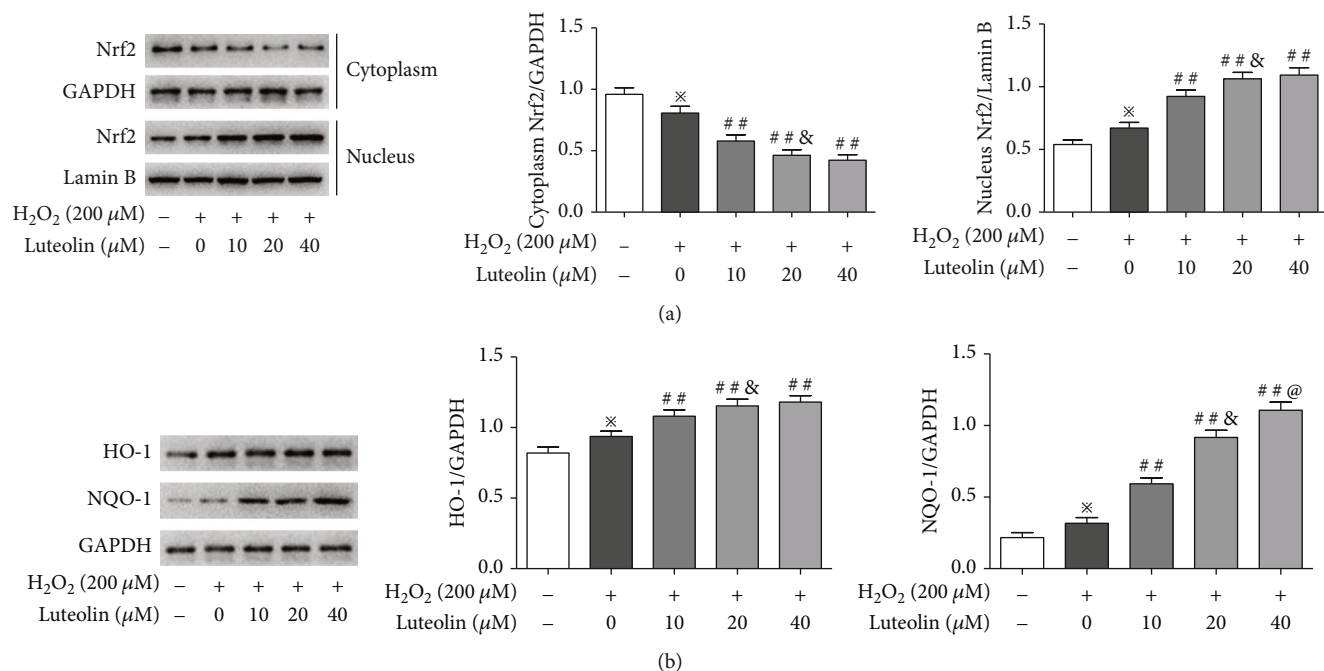 Nrf2
GAPDH
Cytoplasm
Nrf2
Lamin B
Nucleus
H₂O₂ (200 μM) – + + + +
Luteolin (μM) – 0 10 20 40
Cytoplasm Nrf2/GAPDH
1.5
1.0
0.5
0.0
※
##
##&
##
H₂O₂ (200 μM) – + + + +
Luteolin (μM) – 0 10 20 40
Nucleus Nrf2/Lamin B
1.5
1.0
0.5
0.0
※
##
##&
##
H₂O₂ (200 μM) – + + + +
Luteolin (μM) – 0 10 20 40
(a)
HO-1
NQO-1
GAPDH
H₂O₂ (200 μM) – + + + +
Luteolin (μM) – 0 10 20 40
HO-1/GAPDH
1.5
1.0
0.5
0.0
※
##
##&
##
H₂O₂ (200 μM) – + + + +
Luteolin (μM) – 0 10 20 40
NQO-1/GAPDH
1.5
1.0
0.5
0.0
※
##
##&
##@
H₂O₂ (200 μM) – + + + +
Luteolin (μM) – 0 10 20 40
(b)